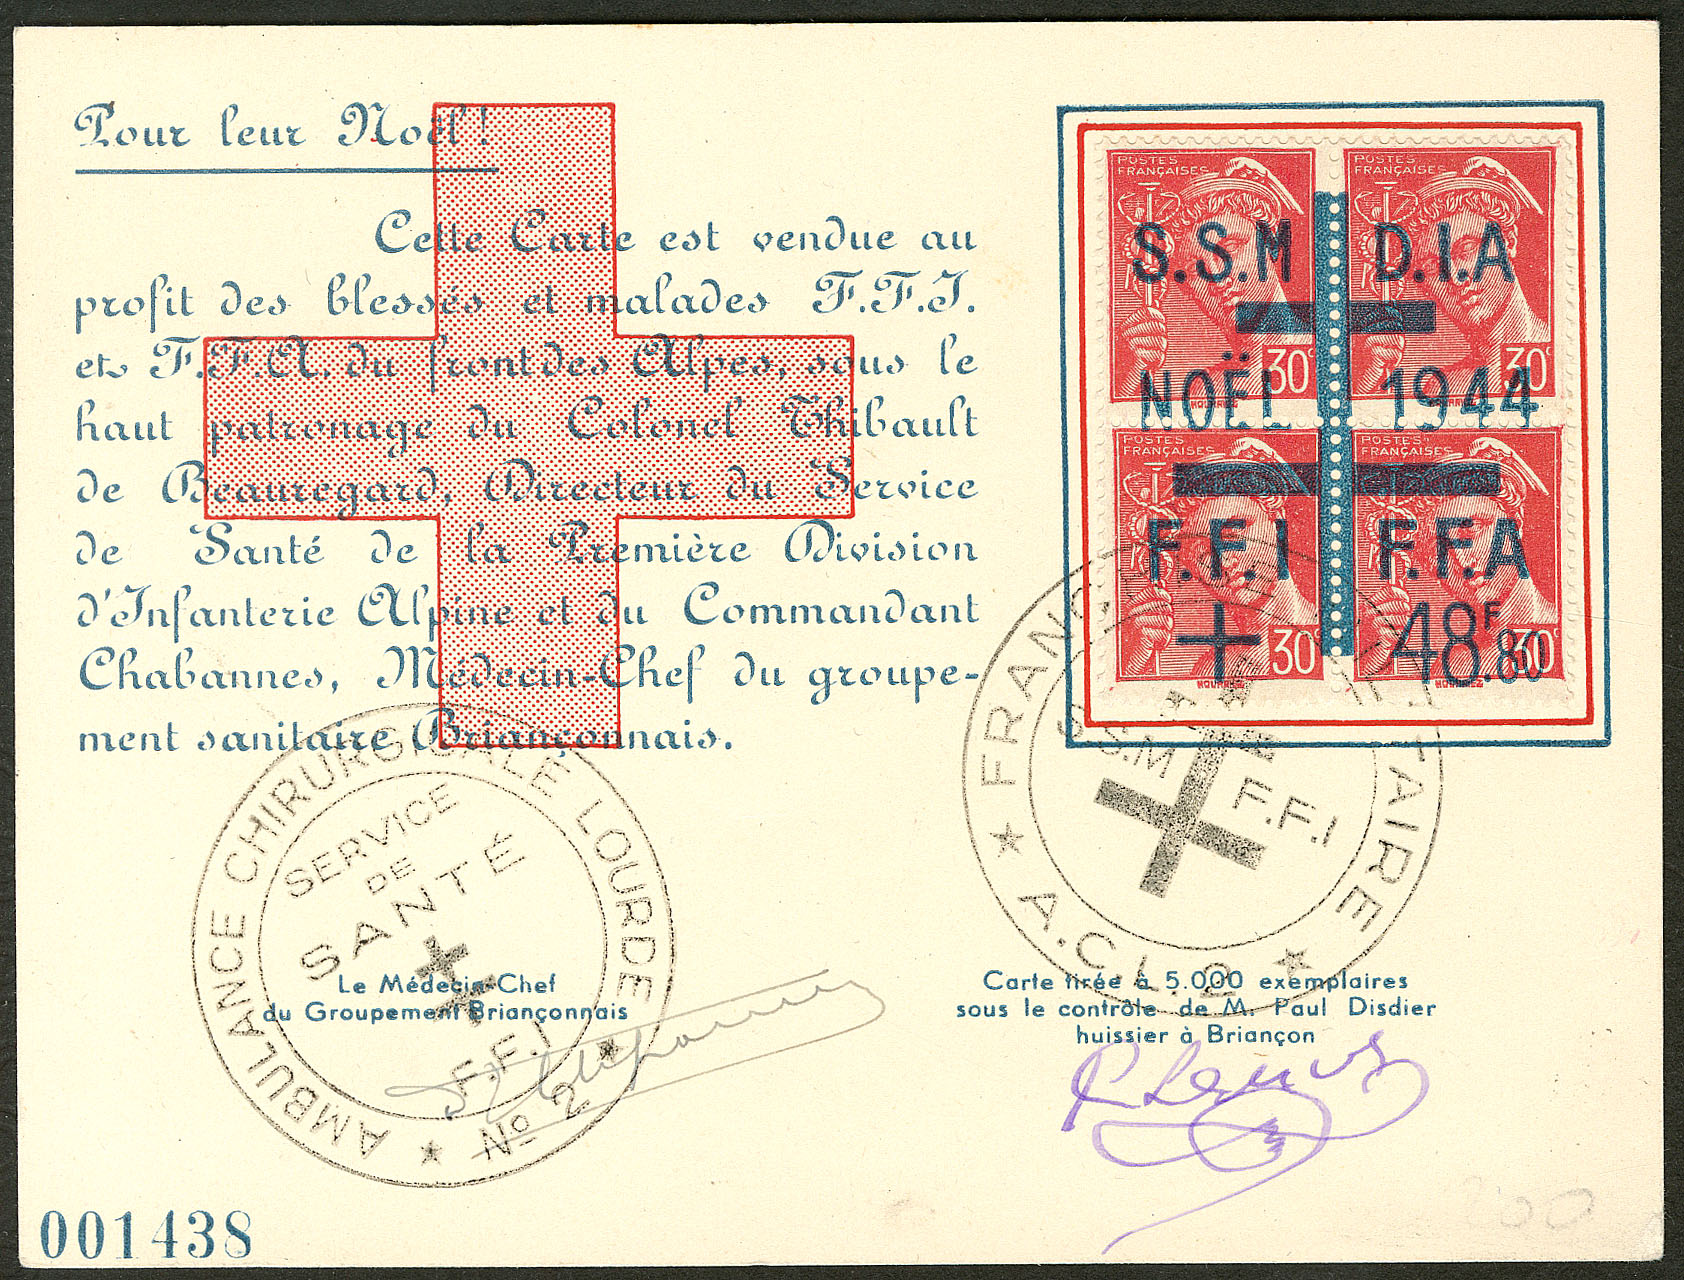 Pour leur Noël !
Cette Carte est vendue au
profit des blessés et malades F.F.I.
et F.F.A. du front des Alpes, sous le
haut patronage du Colonel Thibault
de Beauregard, Directeur du Service
de Santé de la Première Division
d'Infanterie Alpine et du Commandant
Chabannes, Médecin-Chef du groupe-
ment sanitaire Briançonnais.
POSTES
FRANÇAISES
30c
POSTES
FRANÇAISES
30c
S.S.M D.I.A
NOËL 1944
POSTES
FRANÇAISES
30c
POSTES
FRANÇAISES
30
F.F.I F.F.A
+ 48F.80
AMBULANCE CHIRURGICALE LOURDE
SERVICE
DE
SANTÉ
F.F.I
No 2
FRANCHISE
S.S.M
F.F.I
A.C.L. 2
Le Médecin-Chef
du Groupement Briançonnais
Carte tirée à 5.000 exemplaires
sous le contrôle de M. Paul Disdier
huissier à Briançon
001438